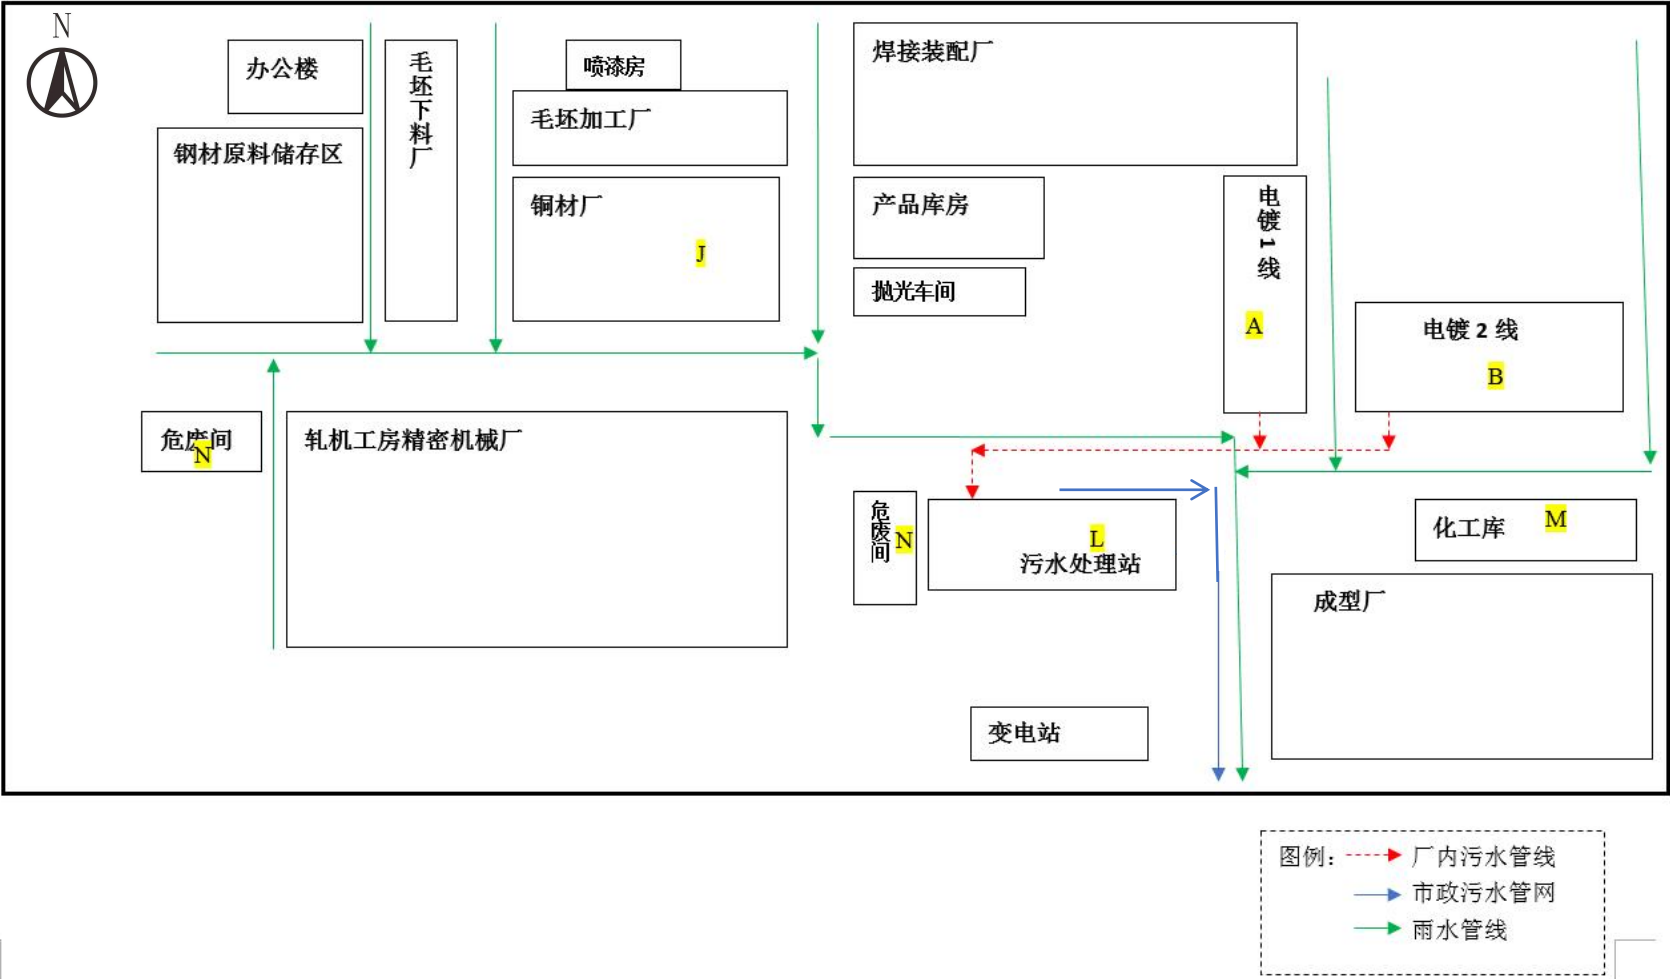 N
办公楼
毛坯下料厂
喷漆房
焊接装配厂
毛坯加工厂
钢材原料储存区
铜材厂
J
产品库房
电镀1线
A
抛光车间
电镀 2 线
B
危废间
N
轧机工房精密机械厂
危废间
N
L
污水处理站
化工库
M
成型厂
变电站
图例：
厂内污水管线
市政污水管网
雨水管线